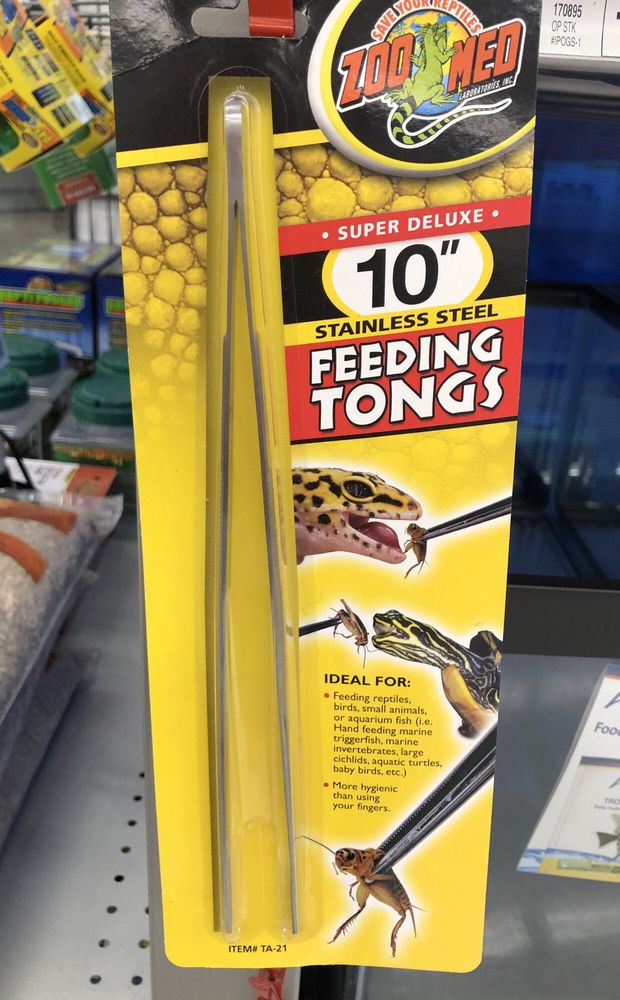 170895
OP STK
#IPOGS-1
SAVE YOUR REPTILES
ZOO MED
LABORATORIES, INC.
• SUPER DELUXE •
10"
STAINLESS STEEL
FEEDING
TONGS
IDEAL FOR:
• Feeding reptiles,
birds, small animals,
or aquarium fish (i.e.
Hand feeding marine
triggerfish, marine
invertebrates, large
cichlids, aquatic turtles,
baby birds, etc.)
• More hygienic
than using
your fingers.
ITEM# TA-21